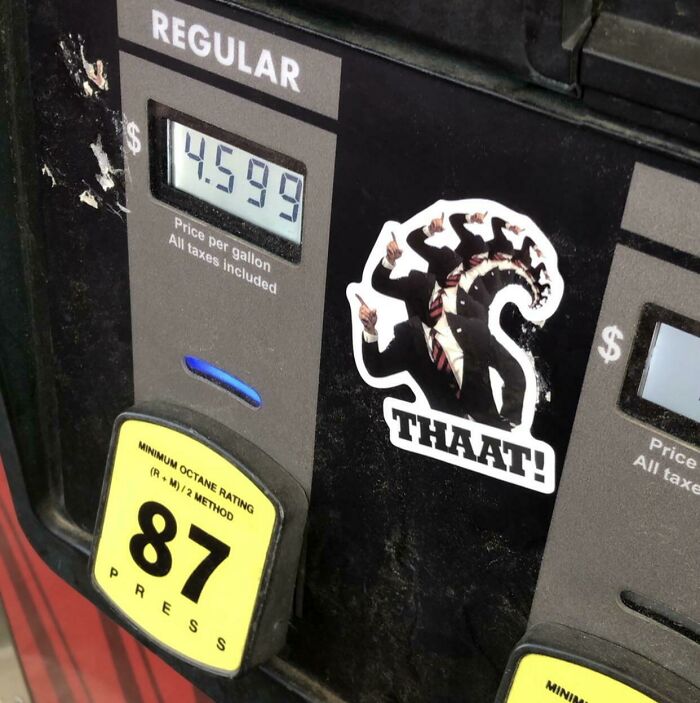 REGULAR
$ 4.599
Price per gallon
All taxes included
THAAT!
MINIMUM OCTANE RATING
(R + M) / 2 METHOD
87
PRESS
$
Price
All taxe
MINIM